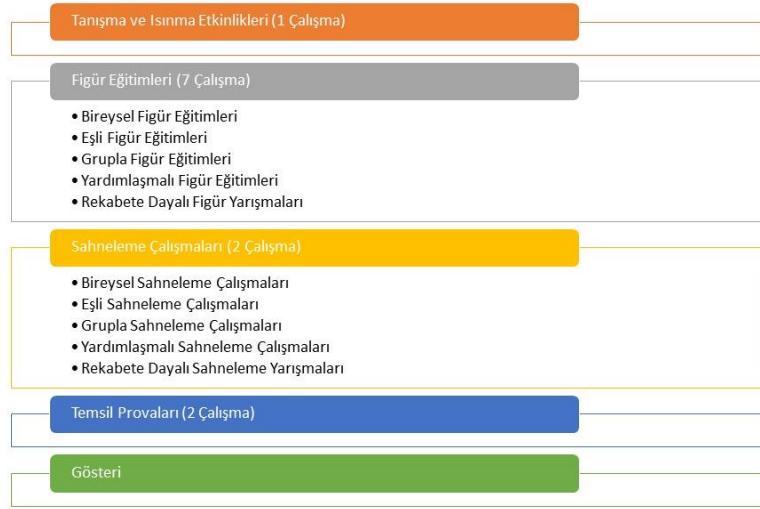 Tanışma ve Isınma Etkinlikleri (1 Çalışma)
Figür Eğitimleri (7 Çalışma)
• Bireysel Figür Eğitimleri
• Eşli Figür Eğitimleri
• Grupla Figür Eğitimleri
• Yardımlaşmalı Figür Eğitimleri
• Rekabete Dayalı Figür Yarışmaları
Sahneleme Çalışmaları (2 Çalışma)
• Bireysel Sahneleme Çalışmaları
• Eşli Sahneleme Çalışmaları
• Grupla Sahneleme Çalışmaları
• Yardımlaşmalı Sahneleme Çalışmaları
• Rekabete Dayalı Sahneleme Yarışmaları
Temsil Provaları (2 Çalışma)
Gösteri